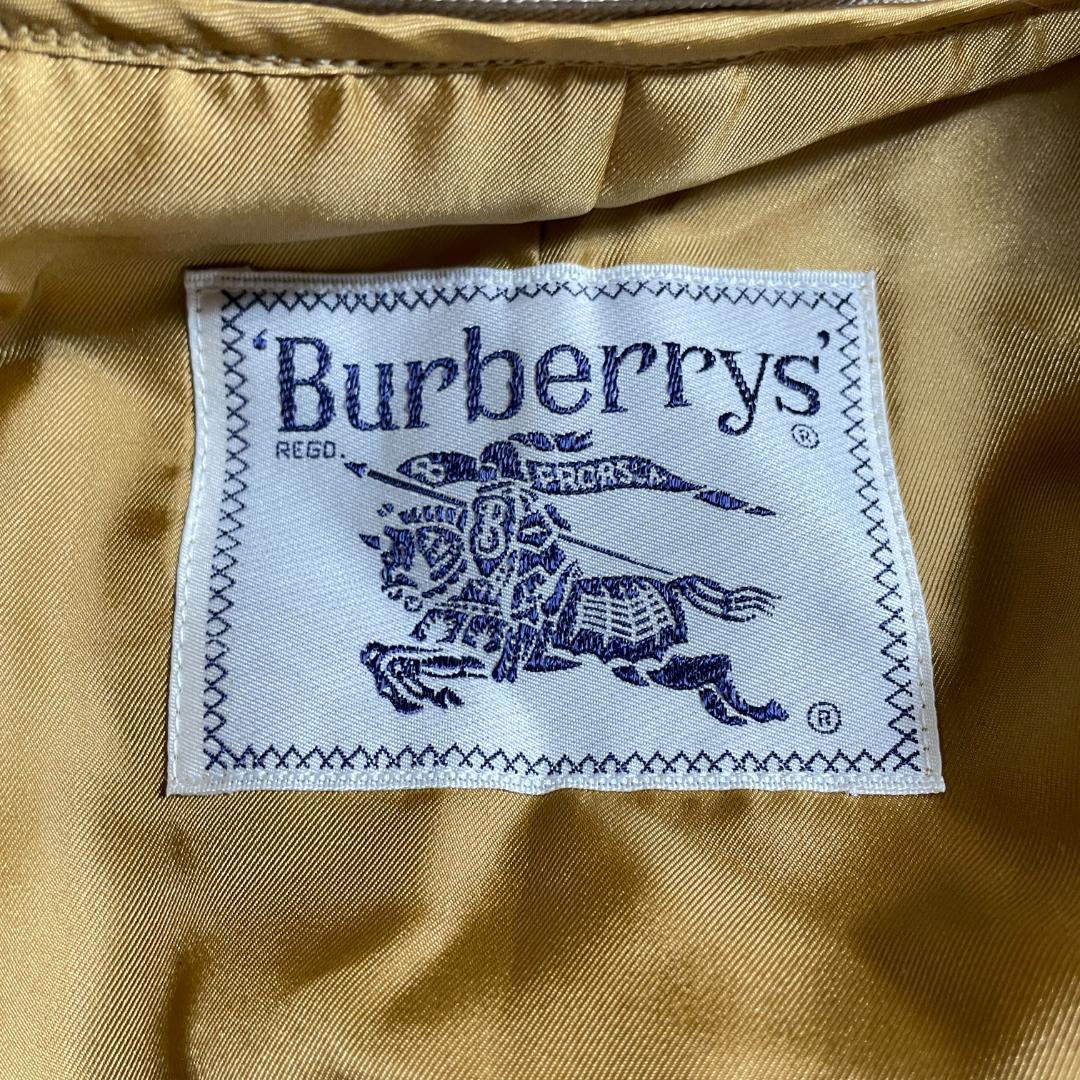 ‘Burberrys’
REGD. ®
PRORSUM
B
®